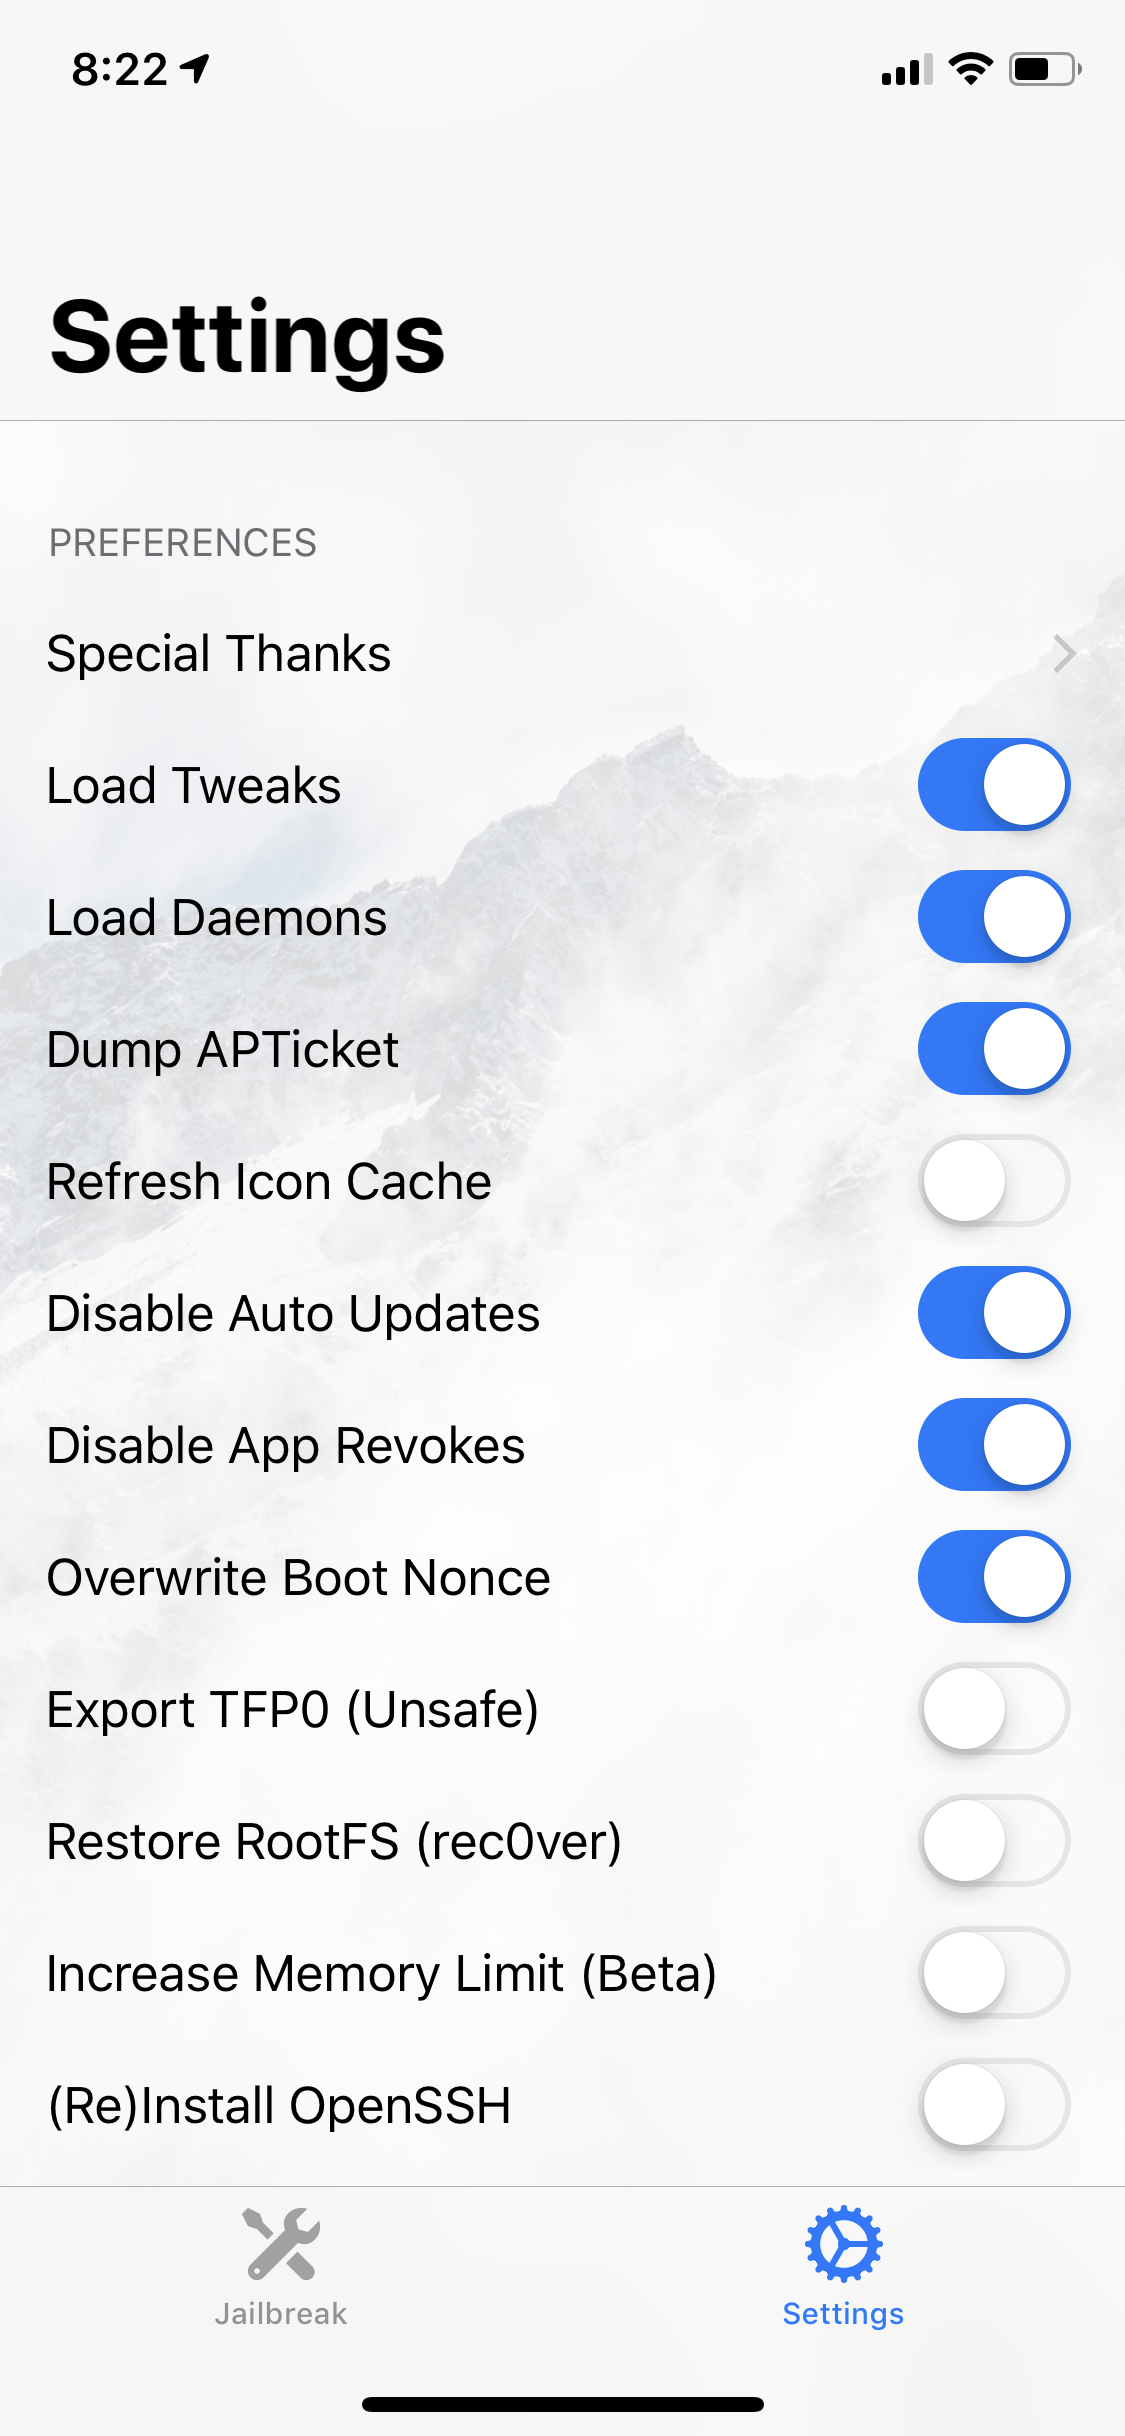 8:22
Settings
PREFERENCES
Special Thanks
Load Tweaks
Load Daemons
Dump APTicket
Refresh Icon Cache
Disable Auto Updates
Disable App Revokes
Overwrite Boot Nonce
Export TFP0 (Unsafe)
Restore RootFS (rec0ver)
Increase Memory Limit (Beta)
(Re)Install OpenSSH
Jailbreak
Settings